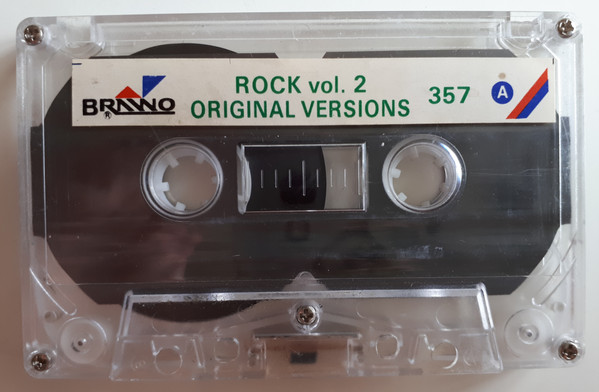 BRAVO
®
ROCK vol. 2
ORIGINAL VERSIONS
357
A